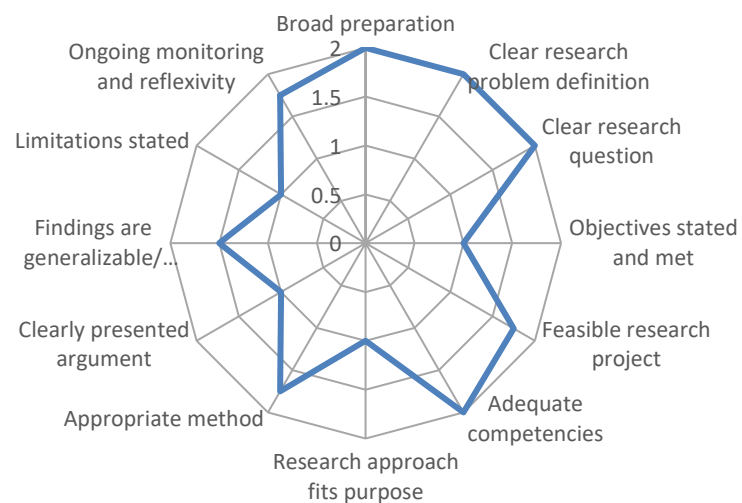 Broad preparation
Clear research
problem definition
Clear research
question
Objectives stated
and met
Feasible research
project
Adequate
competencies
Research approach
fits purpose
Appropriate method
Clearly presented
argument
Findings are
generalizable/...
Limitations stated
Ongoing monitoring
and reflexivity
2
1.5
1
0.5
0